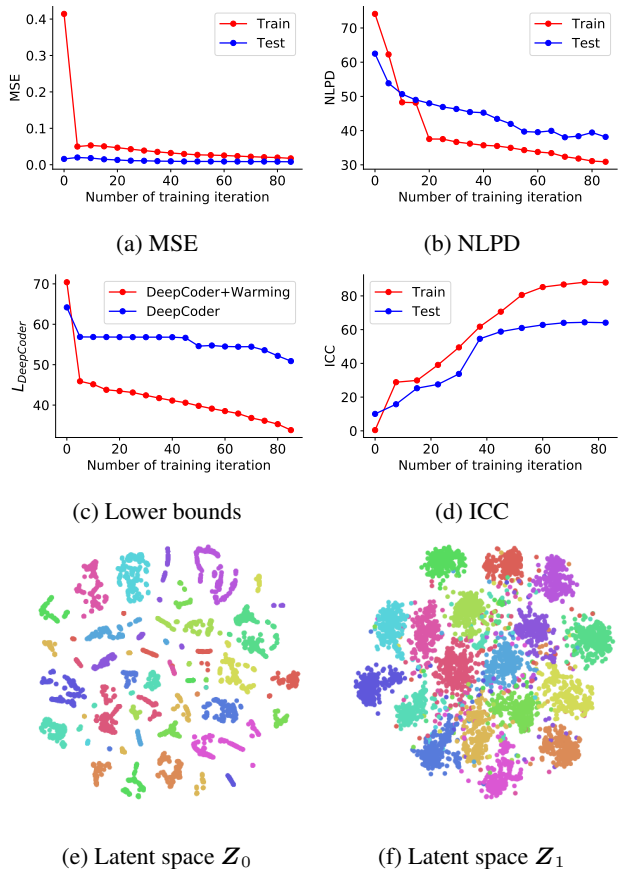 0.4
0.3
0.2
0.1
0.0
MSE
Train
Test
0 20 40 60 80
Number of training iteration
(a) MSE
70
60
50
40
30
NLPD
Train
Test
0 20 40 60 80
Number of training iteration
(b) NLPD
70
60
50
40
L_DeepCoder
DeepCoder+Warming
DeepCoder
0 20 40 60 80
Number of training iteration
(c) Lower bounds
80
60
40
20
0
ICC
Train
Test
0 20 40 60 80
Number of training iteration
(d) ICC
(e) Latent space Z₀
(f) Latent space Z₁